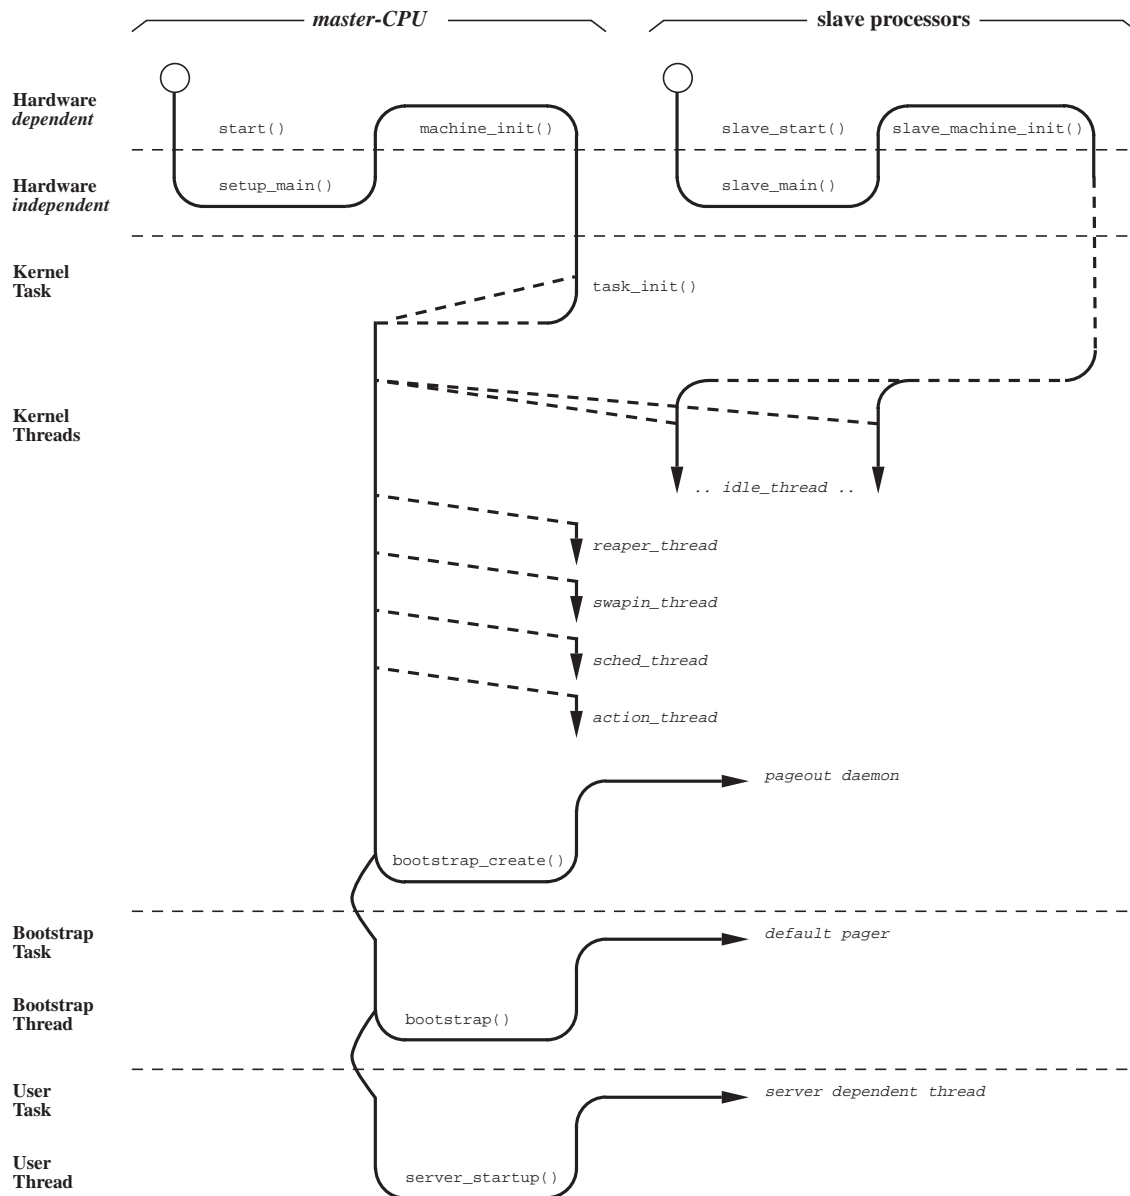 master-CPU
slave processors
Hardware
dependent
start()
machine_init()
slave_start()
slave_machine_init()
Hardware
independent
setup_main()
slave_main()
Kernel
Task
task_init()
Kernel
Threads
.. idle_thread ..
reaper_thread
swapin_thread
sched_thread
action_thread
pageout daemon
bootstrap_create()
Bootstrap
Task
default pager
Bootstrap
Thread
bootstrap()
User
Task
server dependent thread
User
Thread
server_startup()